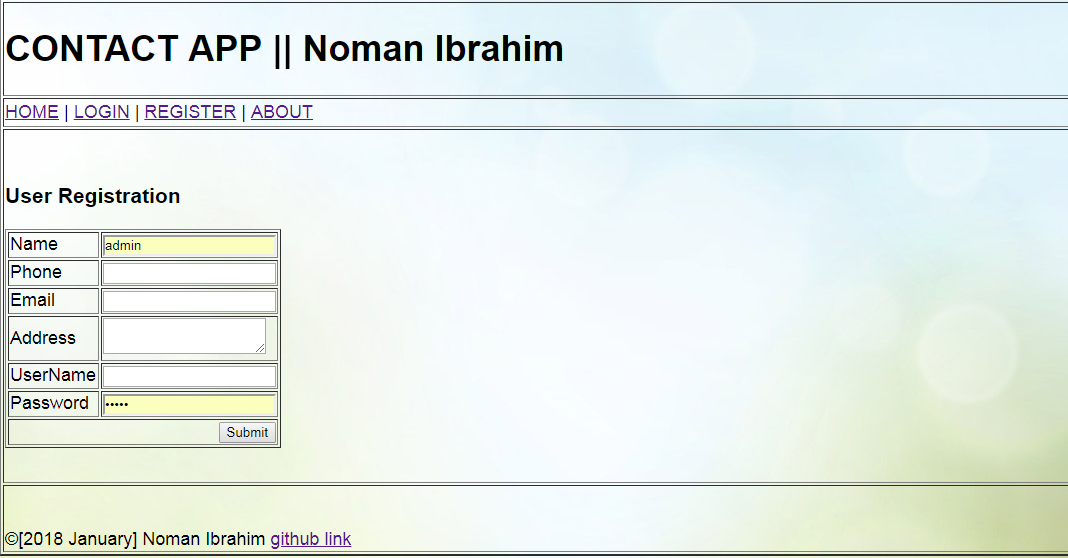 CONTACT APP || Noman Ibrahim
HOME | LOGIN | REGISTER | ABOUT
User Registration
Name admin
Phone
Email
Address
UserName
Password •••••
Submit
©[2018 January] Noman Ibrahim github link